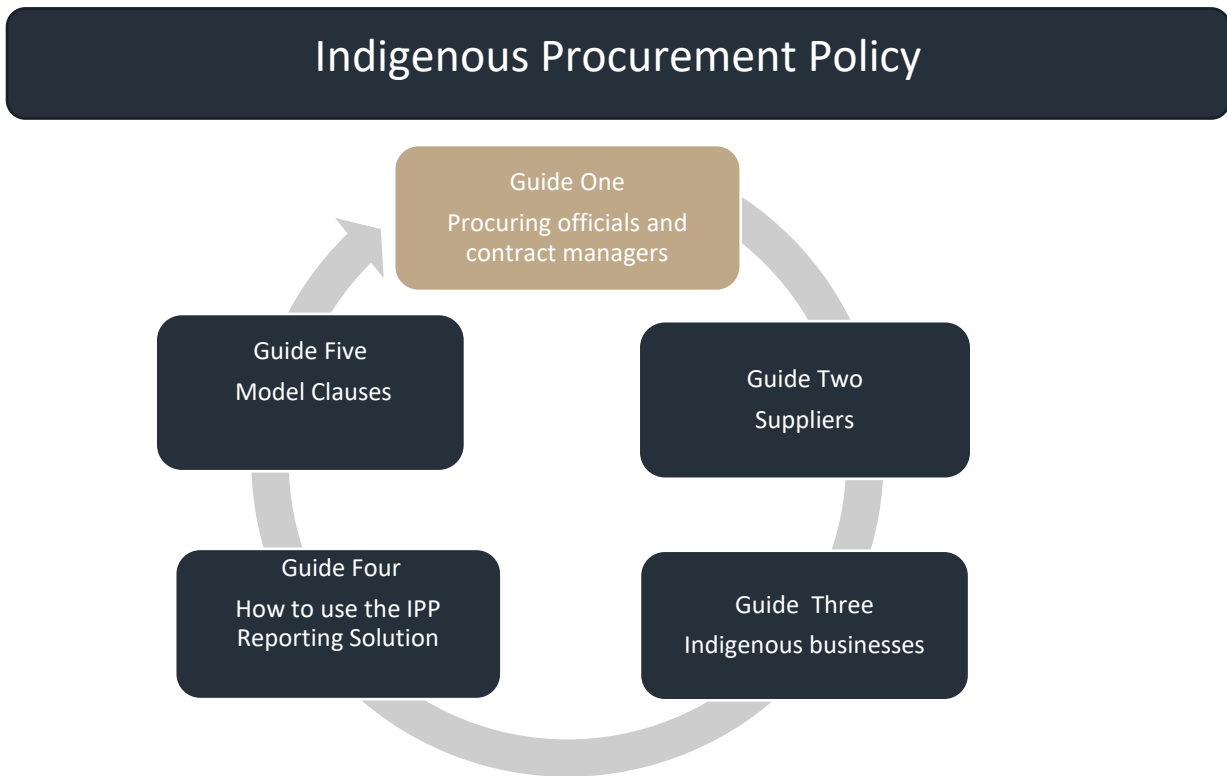 Indigenous Procurement Policy
Guide One
Procuring officials and
contract managers
Guide Two
Suppliers
Guide Three
Indigenous businesses
Guide Four
How to use the IPP
Reporting Solution
Guide Five
Model Clauses